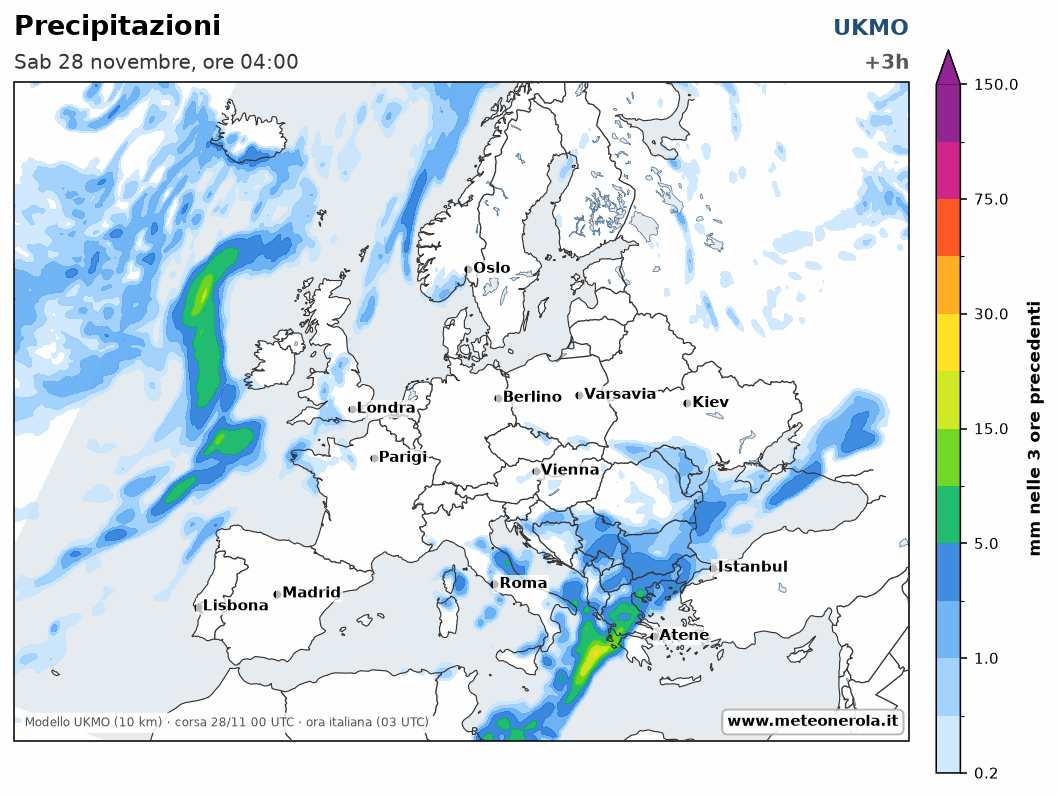 Precipitazioni
UKMO
Sab 28 novembre, ore 04:00
+3h
150.0
75.0
30.0
15.0
5.0
1.0
0.2
mm nelle 3 ore precedenti
Oslo
Berlino
Varsavia
Kiev
Londra
Parigi
Vienna
Istanbul
Roma
Madrid
Lisbona
Atene
Modello UKMO (10 km) · corsa 28/11 00 UTC · ora italiana (03 UTC)
www.meteonerola.it